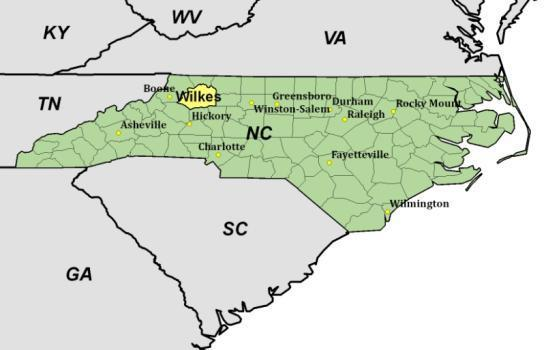 WV
KY
VA
Boone
Wilkes
TN
Greensboro
Durham
Rocky Mount
Winston-Salem
Hickory
Raleigh
Asheville
NC
Charlotte
Fayetteville
Wilmington
SC
GA